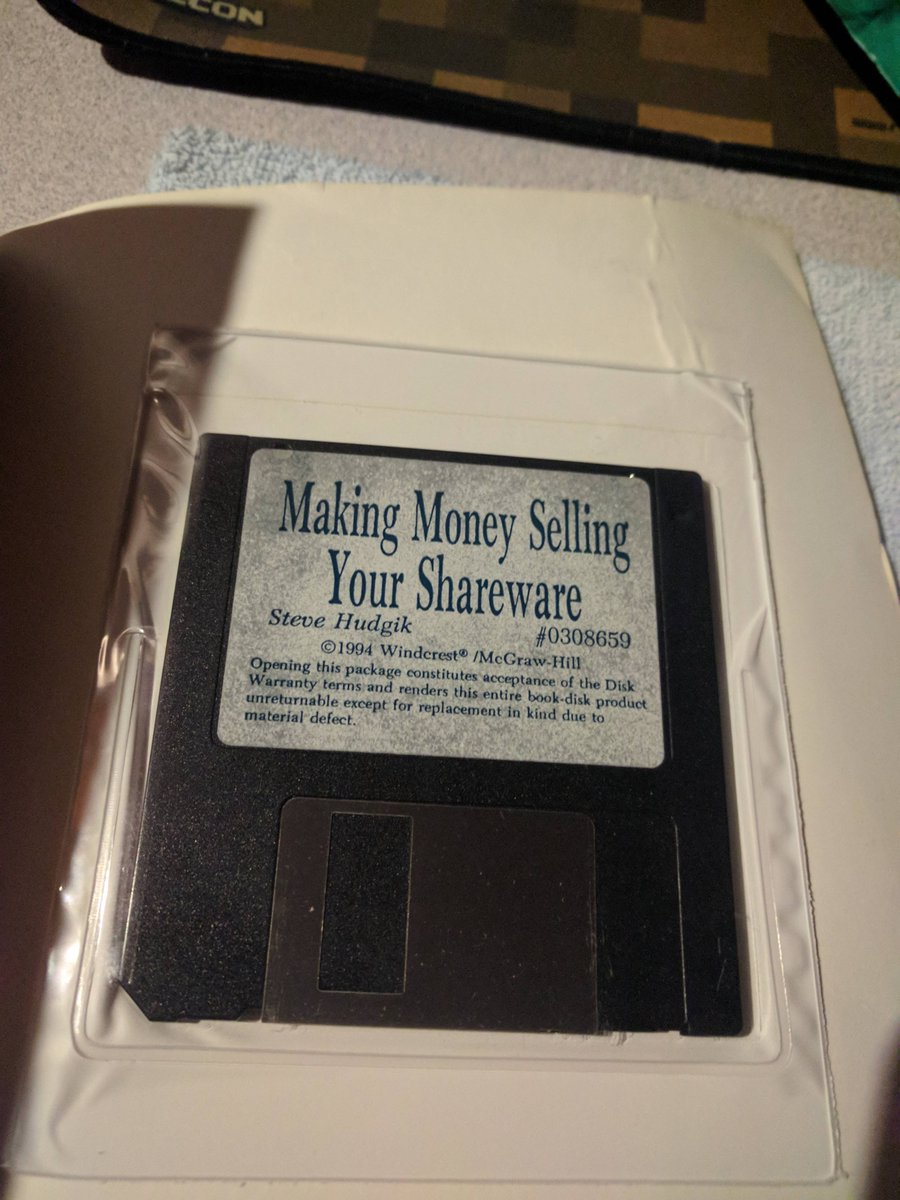 Making Money Selling
Your Shareware
Steve Hudgik
#0308659
©1994 Windcrest® /McGraw-Hill
Opening this package constitutes acceptance of the Disk
Warranty terms and renders this entire book-disk product
unreturnable except for replacement in kind due to
material defect.